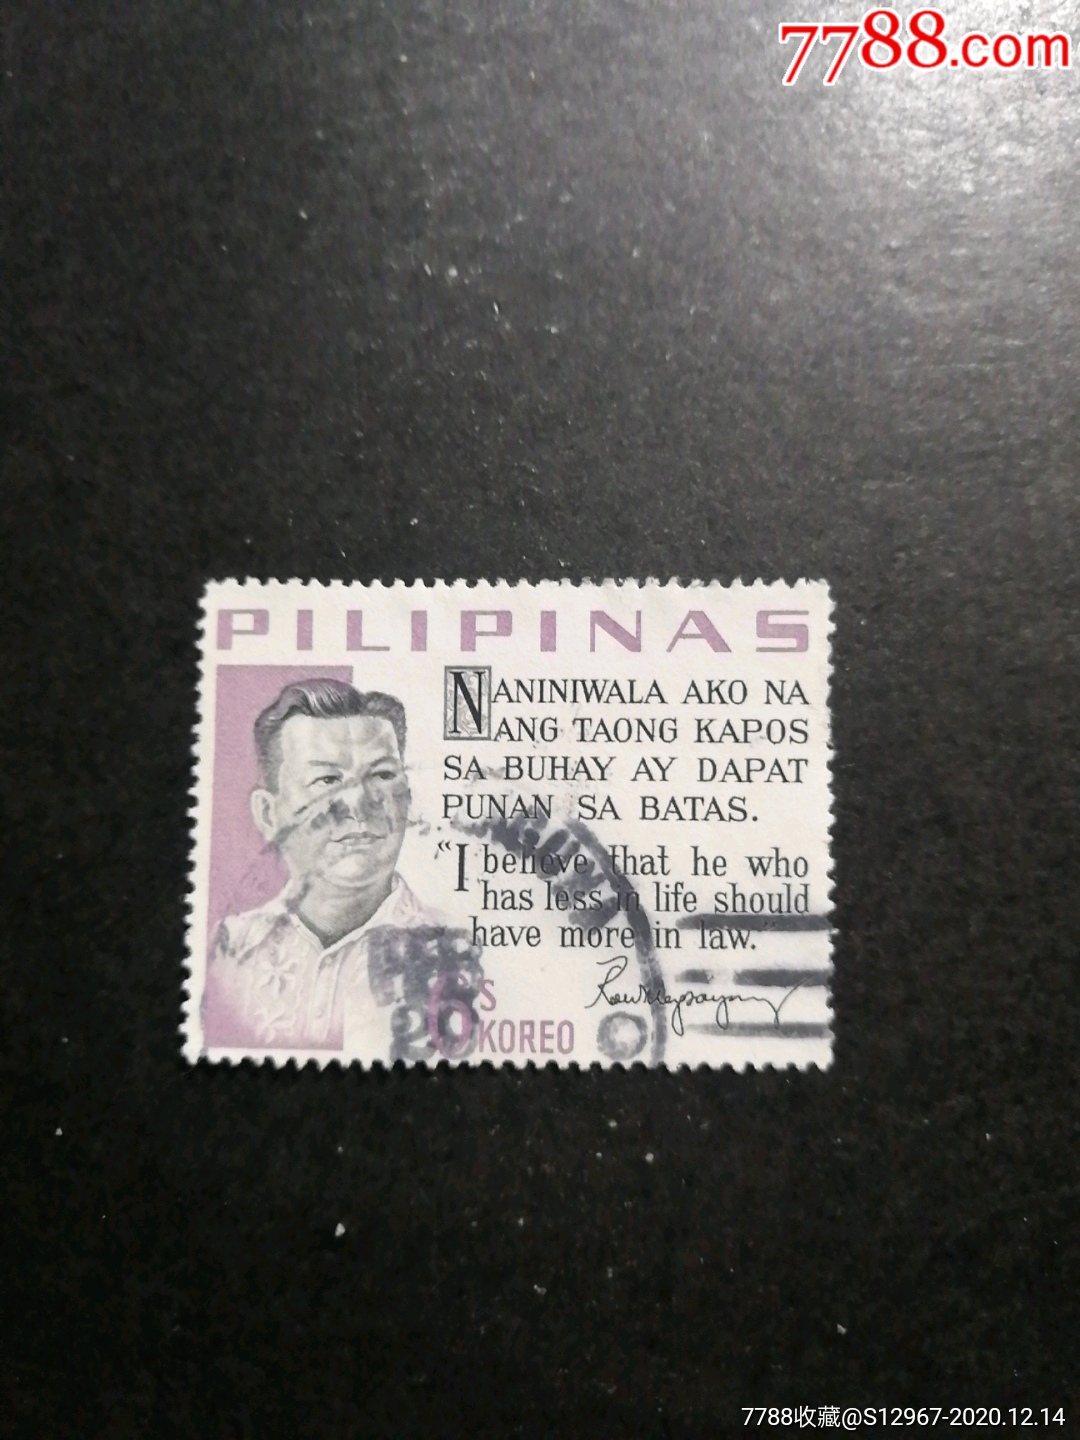 7788.com
PILIPINAS
NANINIWALA AKO NA
ANG TAONG KAPOS
SA BUHAY AY DAPAT
PUNAN SA BATAS.
“I believe that he who
has less in life should
have more in law.”
6s
KOREO
7788收藏@S12967-2020.12.14